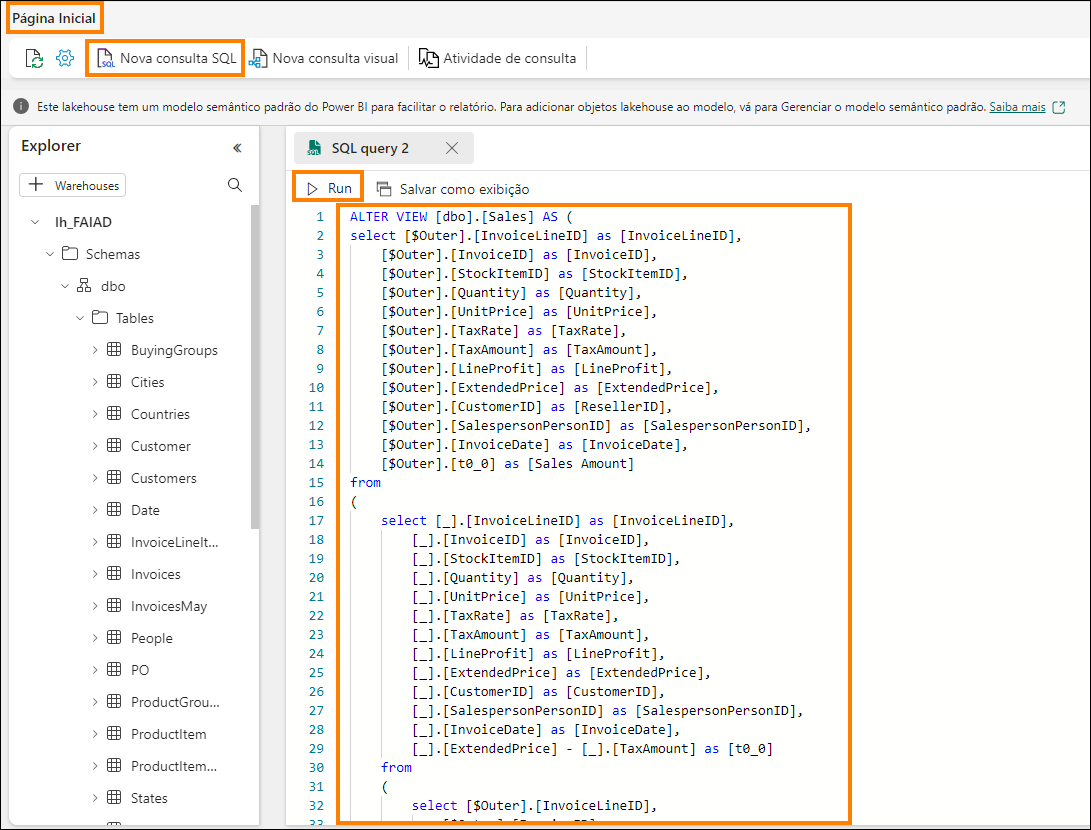 Página Inicial
Nova consulta SQL
Nova consulta visual
Atividade de consulta
Este lakehouse tem um modelo semântico padrão do Power BI para facilitar o relatório. Para adicionar objetos lakehouse ao modelo, vá para Gerenciar o modelo semântico padrão. Saiba mais
Explorer
Warehouses
lh_FAIAD
Schemas
dbo
Tables
BuyingGroups
Cities
Countries
Customer
Customers
Date
InvoiceLineIt...
Invoices
InvoicesMay
People
PO
ProductGrou...
ProductItem
ProductItem...
States
SQL query 2
Run
Salvar como exibição
1 ALTER VIEW [dbo].[Sales] AS (
2 select [$Outer].[InvoiceLineID] as [InvoiceLineID],
3 [$Outer].[InvoiceID] as [InvoiceID],
4 [$Outer].[StockItemID] as [StockItemID],
5 [$Outer].[Quantity] as [Quantity],
6 [$Outer].[UnitPrice] as [UnitPrice],
7 [$Outer].[TaxRate] as [TaxRate],
8 [$Outer].[TaxAmount] as [TaxAmount],
9 [$Outer].[LineProfit] as [LineProfit],
10 [$Outer].[ExtendedPrice] as [ExtendedPrice],
11 [$Outer].[CustomerID] as [ResellerID],
12 [$Outer].[SalespersonPersonID] as [SalespersonPersonID],
13 [$Outer].[InvoiceDate] as [InvoiceDate],
14 [$Outer].[t0_0] as [Sales Amount]
15 from
16 (
17 select [_].[InvoiceLineID] as [InvoiceLineID],
18 [_].[InvoiceID] as [InvoiceID],
19 [_].[StockItemID] as [StockItemID],
20 [_].[Quantity] as [Quantity],
21 [_].[UnitPrice] as [UnitPrice],
22 [_].[TaxRate] as [TaxRate],
23 [_].[TaxAmount] as [TaxAmount],
24 [_].[LineProfit] as [LineProfit],
25 [_].[ExtendedPrice] as [ExtendedPrice],
26 [_].[CustomerID] as [CustomerID],
27 [_].[SalespersonPersonID] as [SalespersonPersonID],
28 [_].[InvoiceDate] as [InvoiceDate],
29 [_].[ExtendedPrice] - [_].[TaxAmount] as [t0_0]
30 from
31 (
32 select [$Outer].[InvoiceLineID],